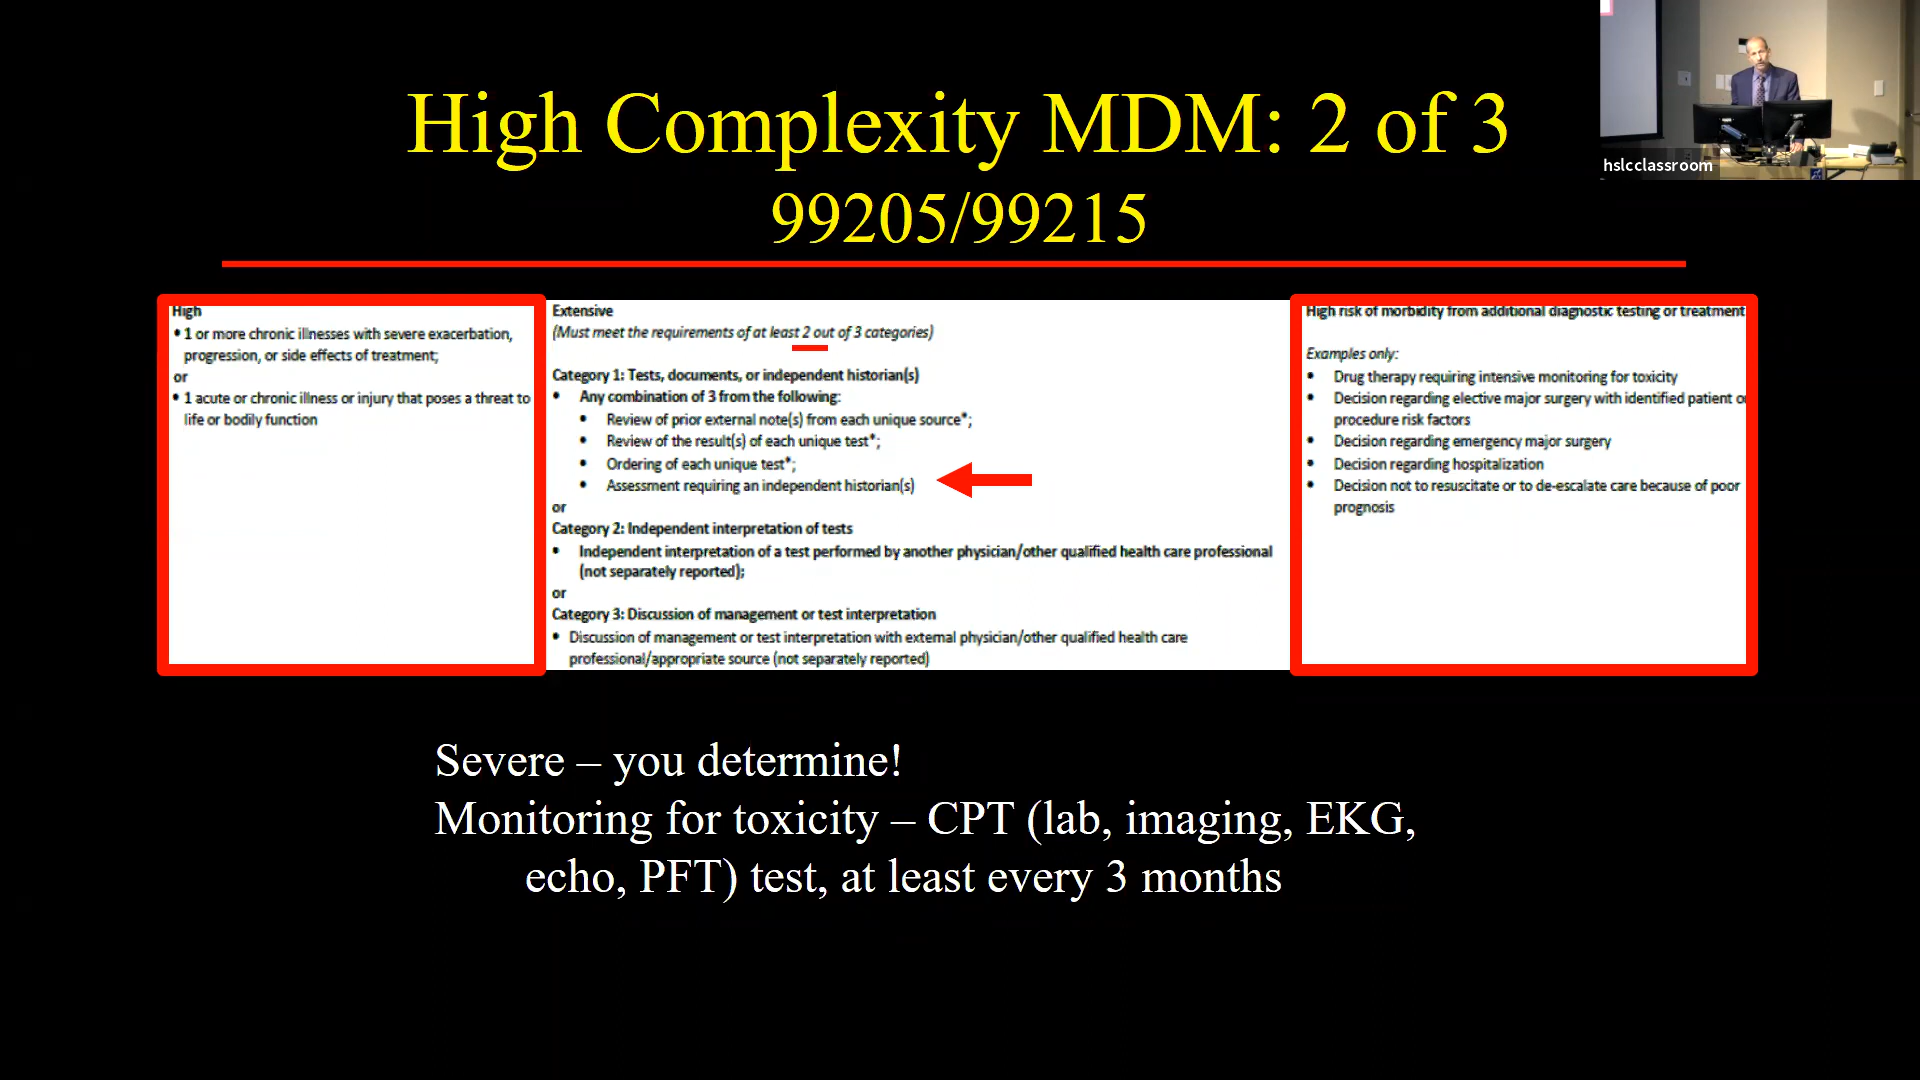 High Complexity MDM: 2 of 3
99205/99215
hslcclassroom
High
• 1 or more chronic illnesses with severe exacerbation,
progression, or side effects of treatment;
or
• 1 acute or chronic illness or injury that poses a threat to
life or bodily function
Extensive
(Must meet the requirements of at least 2 out of 3 categories)
Category 1: Tests, documents, or independent historian(s)
• Any combination of 3 from the following:
• Review of prior external note(s) from each unique source*;
• Review of the result(s) of each unique test*;
• Ordering of each unique test*;
• Assessment requiring an independent historian(s)
or
Category 2: Independent interpretation of tests
• Independent interpretation of a test performed by another physician/other qualified health care professional
(not separately reported);
or
Category 3: Discussion of management or test interpretation
• Discussion of management or test interpretation with external physician/other qualified health care
professional/appropriate source (not separately reported)
High risk of morbidity from additional diagnostic testing or treatment
Examples only:
• Drug therapy requiring intensive monitoring for toxicity
• Decision regarding elective major surgery with identified patient or
procedure risk factors
• Decision regarding emergency major surgery
• Decision regarding hospitalization
• Decision not to resuscitate or to de-escalate care because of poor
prognosis
Severe – you determine!
Monitoring for toxicity – CPT (lab, imaging, EKG,
echo, PFT) test, at least every 3 months